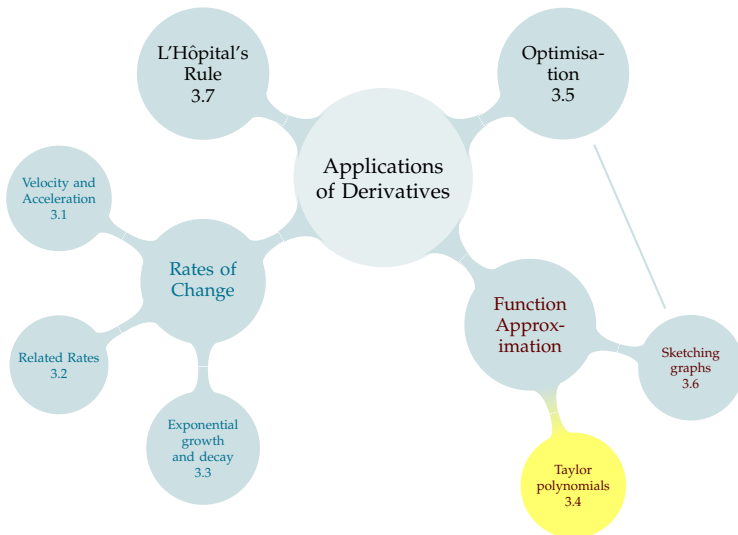 L'Hôpital's
Rule
3.7
Optimisa-
tion
3.5
Applications
of Derivatives
Velocity and
Acceleration
3.1
Rates of
Change
Function
Approx-
imation
Related Rates
3.2
Sketching
graphs
3.6
Exponential
growth
and decay
3.3
Taylor
polynomials
3.4